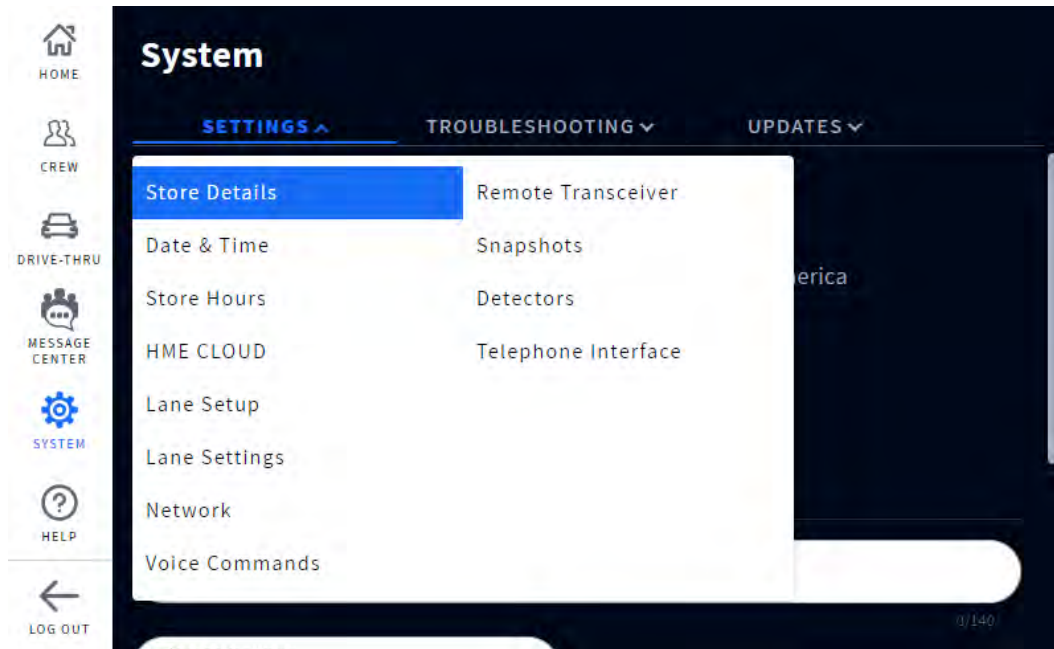 System
HOME
CREW
DRIVE-THRU
MESSAGE
CENTER
SYSTEM
HELP
LOG OUT
SETTINGS
TROUBLESHOOTING
UPDATES
Store Details
Date & Time
Store Hours
HME CLOUD
Lane Setup
Lane Settings
Network
Voice Commands
Remote Transceiver
Snapshots
Detectors
Telephone Interface
erica
0/140